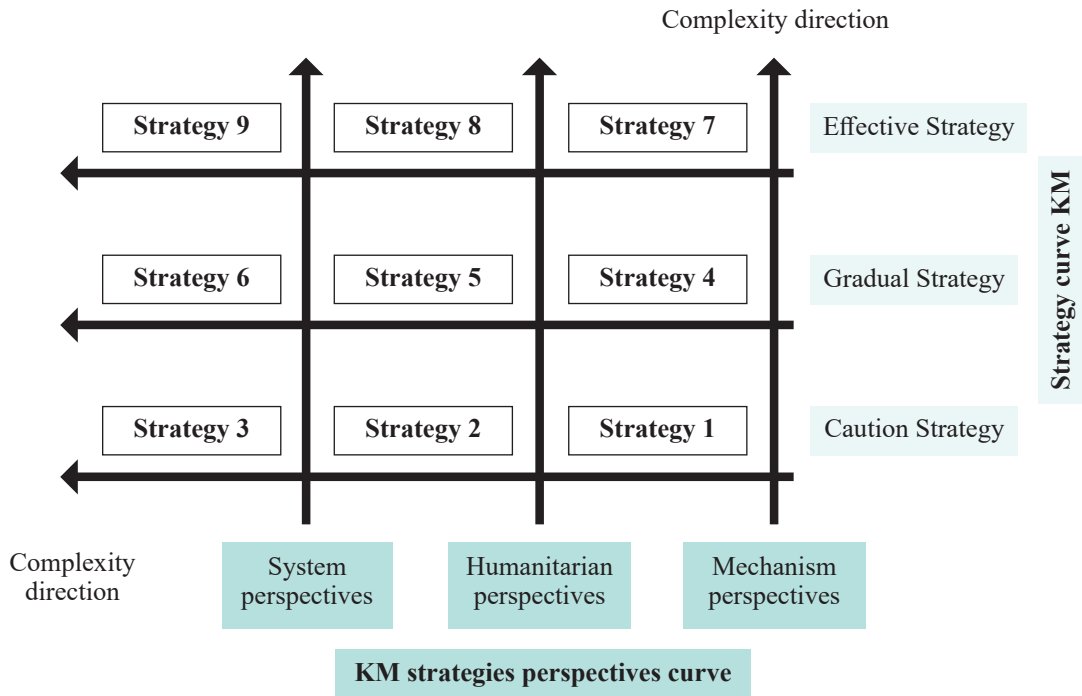 Complexity direction
Strategy 9
Strategy 8
Strategy 7
Effective Strategy
Strategy 6
Strategy 5
Strategy 4
Gradual Strategy
Strategy curve KM
Strategy 3
Strategy 2
Strategy 1
Caution Strategy
Complexity
direction
System
perspectives
Humanitarian
perspectives
Mechanism
perspectives
KM strategies perspectives curve